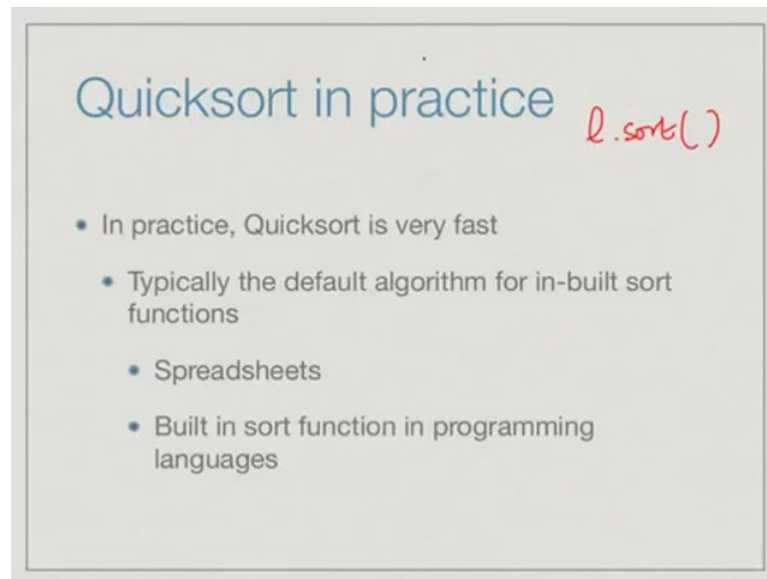 Quicksort in practice
l.sort()
• In practice, Quicksort is very fast
• Typically the default algorithm for in-built sort
functions
• Spreadsheets
• Built in sort function in programming
languages